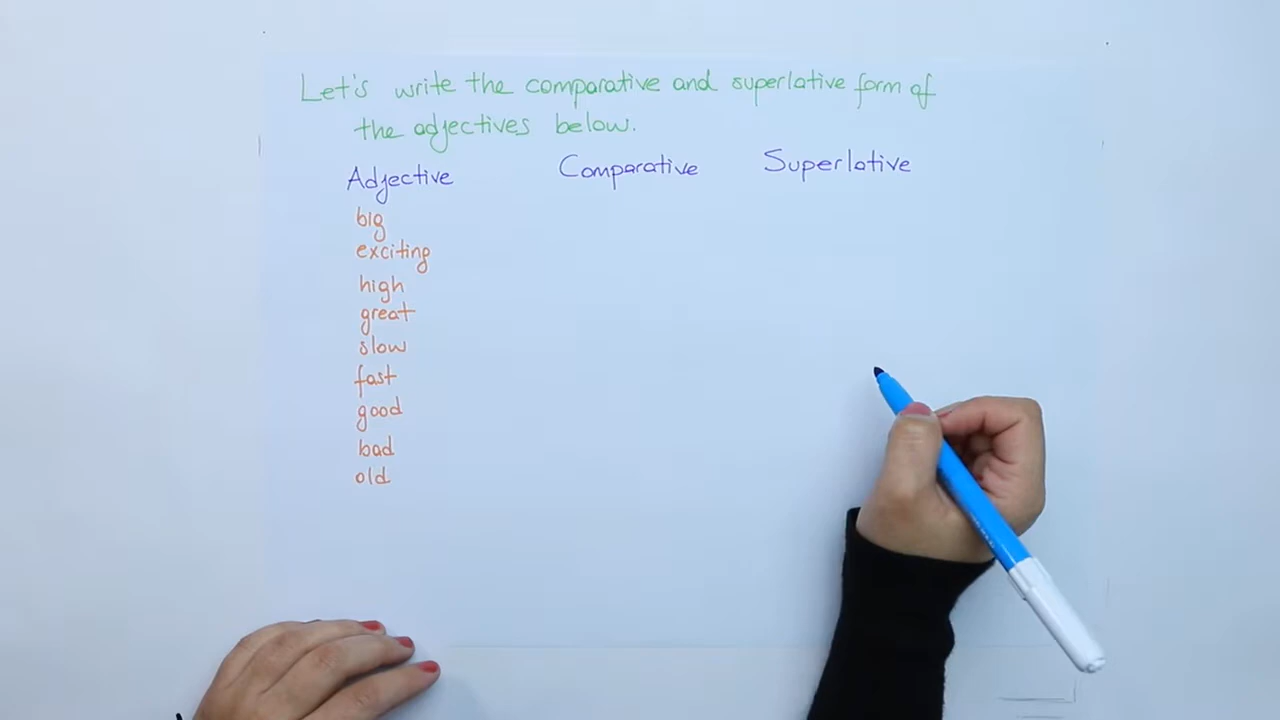 Let's write the comparative and superlative form of
the adjectives below.
Adjective Comparative Superlative
big
exciting
high
great
slow
fast
good
bad
old